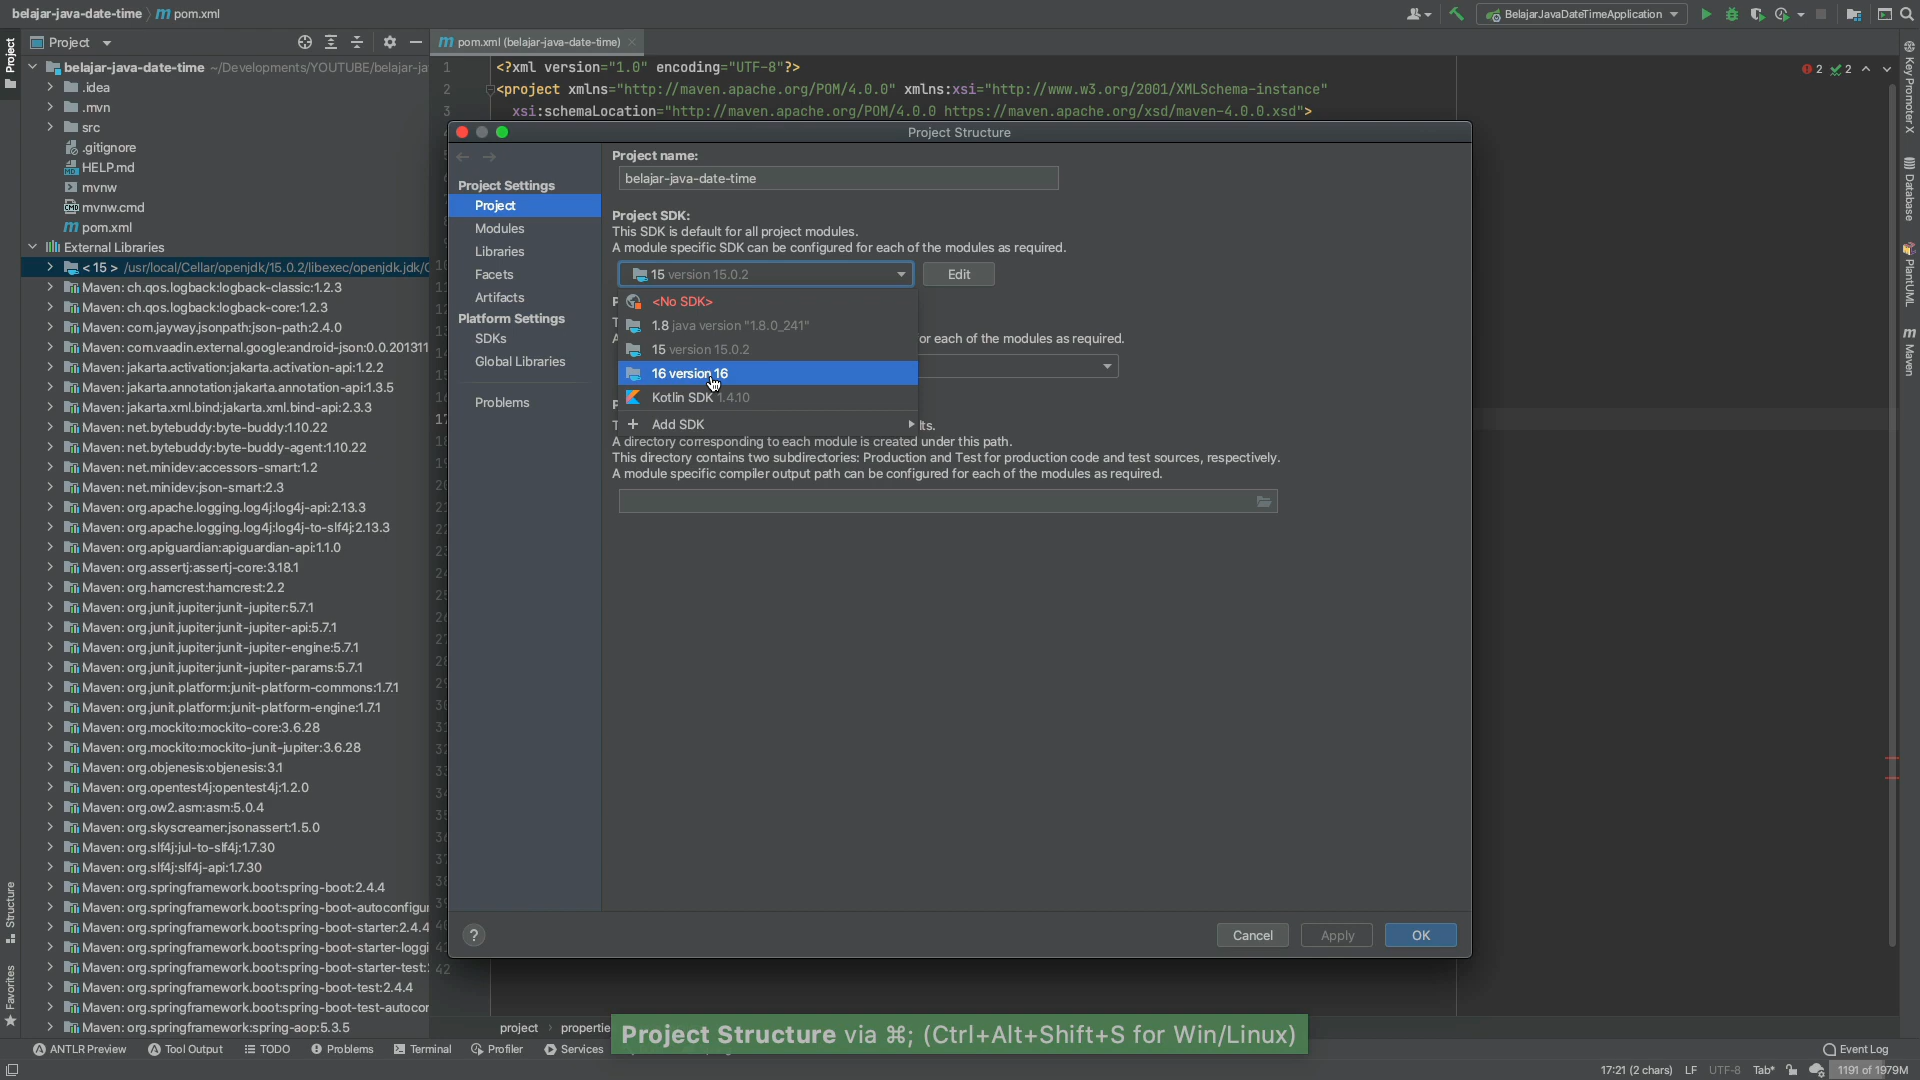 belajar-java-date-time
m pom.xml
BelajarJavaDateTimeApplication
Project
pom.xml (belajar-java-date-time)
Project
Structure
Favorites
belajar-java-date-time ~/Developments/YOUTUBE/belajar-ja
.idea
.mvn
src
.gitignore
HELP.md
mvnw
mvnw.cmd
pom.xml
External Libraries
< 15 > /usr/local/Cellar/openjdk/15.0.2/libexec/openjdk.jdk/C
Maven: ch.qos.logback:logback-classic:1.2.3
Maven: ch.qos.logback:logback-core:1.2.3
Maven: com.jayway.jsonpath:json-path:2.4.0
Maven: com.vaadin.external.google:android-json:0.0.201311
Maven: jakarta.activation:jakarta.activation-api:1.2.2
Maven: jakarta.annotation:jakarta.annotation-api:1.3.5
Maven: jakarta.xml.bind:jakarta.xml.bind-api:2.3.3
Maven: net.bytebuddy:byte-buddy:1.10.22
Maven: net.bytebuddy:byte-buddy-agent:1.10.22
Maven: net.minidev:accessors-smart:1.2
Maven: net.minidev:json-smart:2.3
Maven: org.apache.logging.log4j:log4j-api:2.13.3
Maven: org.apache.logging.log4j:log4j-to-slf4j:2.13.3
Maven: org.apiguardian:apiguardian-api:1.1.0
Maven: org.assertj:assertj-core:3.18.1
Maven: org.hamcrest:hamcrest:2.2
Maven: org.junit.jupiter:junit-jupiter:5.7.1
Maven: org.junit.jupiter:junit-jupiter-api:5.7.1
Maven: org.junit.jupiter:junit-jupiter-engine:5.7.1
Maven: org.junit.jupiter:junit-jupiter-params:5.7.1
Maven: org.junit.platform:junit-platform-commons:1.7.1
Maven: org.junit.platform:junit-platform-engine:1.7.1
Maven: org.mockito:mockito-core:3.6.28
Maven: org.mockito:mockito-junit-jupiter:3.6.28
Maven: org.objenesis:objenesis:3.1
Maven: org.opentest4j:opentest4j:1.2.0
Maven: org.ow2.asm:asm:5.0.4
Maven: org.skyscreamer:jsonassert:1.5.0
Maven: org.slf4j:jul-to-slf4j:1.7.30
Maven: org.slf4j:slf4j-api:1.7.30
Maven: org.springframework.boot:spring-boot:2.4.4
Maven: org.springframework.boot:spring-boot-autoconfigu
Maven: org.springframework.boot:spring-boot-starter:2.4.4
Maven: org.springframework.boot:spring-boot-starter-loggi
Maven: org.springframework.boot:spring-boot-starter-test:
Maven: org.springframework.boot:spring-boot-test:2.4.4
Maven: org.springframework.boot:spring-boot-test-autocor
Maven: org.springframework:spring-aop:5.3.5
1 <?xml version="1.0" encoding="UTF-8"?>
2 <project xmlns="http://maven.apache.org/POM/4.0.0" xmlns:xsi="http://www.w3.org/2001/XMLSchema-instance"
3 xsi:schemaLocation="http://maven.apache.org/POM/4.0.0 https://maven.apache.org/xsd/maven-4.0.0.xsd">
42
2 2
Project Structure
Project Settings
Project
Modules
Libraries
Facets
Artifacts
Platform Settings
SDKs
Global Libraries
Problems
Project name:
belajar-java-date-time
Project SDK:
This SDK is default for all project modules.
A module specific SDK can be configured for each of the modules as required.
15 version 15.0.2
Edit
<No SDK>
1.8 java version "1.8.0_241"
or each of the modules as required.
15 version 15.0.2
16 version 16
Kotlin SDK 1.4.10
+ Add SDK
lts.
A directory corresponding to each module is created under this path.
This directory contains two subdirectories: Production and Test for production code and test sources, respectively.
A module specific compiler output path can be configured for each of the modules as required.
?
Cancel
Apply
OK
Key Promoter X
Database
PlantUML
m Maven
project
propertie
Project Structure via ⌘; (Ctrl+Alt+Shift+S for Win/Linux)
ANTLR Preview
Tool Output
TODO
Problems
Terminal
Profiler
Services
Event Log
17:21 (2 chars)
LF
UTF-8
Tab*
1191 of 1979M